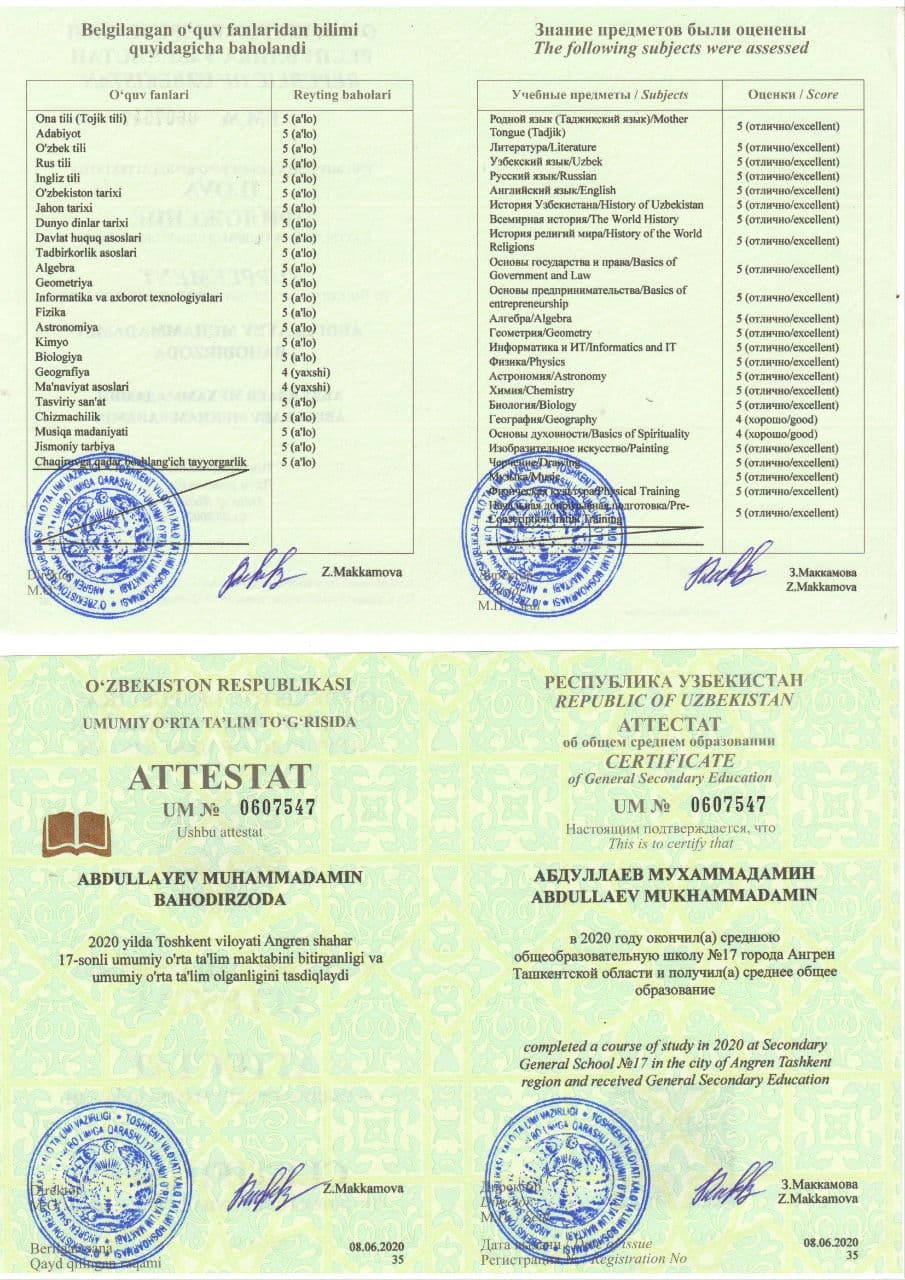 Belgilangan o‘quv fanlaridan bilimi
quyidagicha baholandi
O‘quv fanlari Reyting baholari
Ona tili (Tojik tili) 5 (a'lo)
Adabiyot 5 (a'lo)
O'zbek tili 5 (a'lo)
Rus tili 5 (a'lo)
Ingliz tili 5 (a'lo)
O'zbekiston tarixi 5 (a'lo)
Jahon tarixi 5 (a'lo)
Dunyo dinlar tarixi 5 (a'lo)
Davlat huquq asoslari 5 (a'lo)
Tadbirkorlik asoslari 5 (a'lo)
Algebra 5 (a'lo)
Geometriya 5 (a'lo)
Informatika va axborot texnologiyalari 5 (a'lo)
Fizika 5 (a'lo)
Astronomiya 5 (a'lo)
Kimyo 5 (a'lo)
Biologiya 5 (a'lo)
Geografiya 4 (yaxshi)
Ma'naviyat asoslari 4 (yaxshi)
Tasviriy san'at 5 (a'lo)
Chizmachilik 5 (a'lo)
Musiqa madaniyati 5 (a'lo)
Jismoniy tarbiya 5 (a'lo)
Chaqiruvga qadar boshlang'ich tayyorgarlik 5 (a'lo)
Direktor Z.Makkamova
Знание предметов были оценены
The following subjects were assessed
Учебные предметы / Subjects Оценки / Score
Родной язык (Таджикский язык)/Mother
Tongue (Tadjik) 5 (отлично/excellent)
Литература/Literature 5 (отлично/excellent)
Узбекский язык/Uzbek 5 (отлично/excellent)
Русский язык/Russian 5 (отлично/excellent)
Английский язык/English 5 (отлично/excellent)
История Узбекистана/History of Uzbekistan 5 (отлично/excellent)
Всемирная история/The World History 5 (отлично/excellent)
История религий мира/History of the World
Religions 5 (отлично/excellent)
Основы государства и права/Basics of
Government and Law 5 (отлично/excellent)
Основы предпринимательства/Basics of
entrepreneurship 5 (отлично/excellent)
Алгебра/Algebra 5 (отлично/excellent)
Геометрия/Geometry 5 (отлично/excellent)
Информатика и ИТ/Informatics and IT 5 (отлично/excellent)
Физика/Physics 5 (отлично/excellent)
Астрономия/Astronomy 5 (отлично/excellent)
Химия/Chemistry 5 (отлично/excellent)
Биология/Biology 5 (отлично/excellent)
География/Geography 4 (хорошо/good)
Основы духовности/Basics of Spirituality 4 (хорошо/good)
Изобразительное искусство/Painting 5 (отлично/excellent)
Черчение/Drawing 5 (отлично/excellent)
Музыка/Music 5 (отлично/excellent)
Физическая культура/Physical Training 5 (отлично/excellent)
Начальная допризывная подготовка/Pre-
Conscription Initial Training 5 (отлично/excellent)
Директор З.Маккамова
Director Z.Makkamova
O‘ZBEKISTON RESPUBLIKASI
UMUMIY O‘RTA TA’LIM TO‘G‘RISIDA
ATTESTAT
UM № 0607547
Ushbu attestat
ABDULLAYEV MUHAMMADAMIN
BAHODIRZODA
2020 yilda Toshkent viloyati Angren shahar
17-sonli umumiy o'rta ta'lim maktabini bitirganligi va
umumiy o'rta ta'lim olganligini tasdiqlaydi
Direktor Z.Makkamova
08.06.2020
Qayd qilingan raqami 35
РЕСПУБЛИКА УЗБЕКИСТАН
REPUBLIC OF UZBEKISTAN
АТТЕСТАТ
об общем среднем образовании
CERTIFICATE
of General Secondary Education
UM № 0607547
Настоящим подтверждается, что
This is to certify that
АБДУЛЛАЕВ МУХАММАДАМИН
ABDULLAEV MUKHAMMADAMIN
в 2020 году окончил(а) среднюю
общеобразовательную школу №17 города Ангрен
Ташкентской области и получил(а) среднее общее
образование
completed a course of study in 2020 at Secondary
General School №17 in the city of Angren Tashkent
region and received General Secondary Education
Директор З.Маккамова
Director Z.Makkamova
Дата выдачи / Date of issue 08.06.2020
Registration No 35